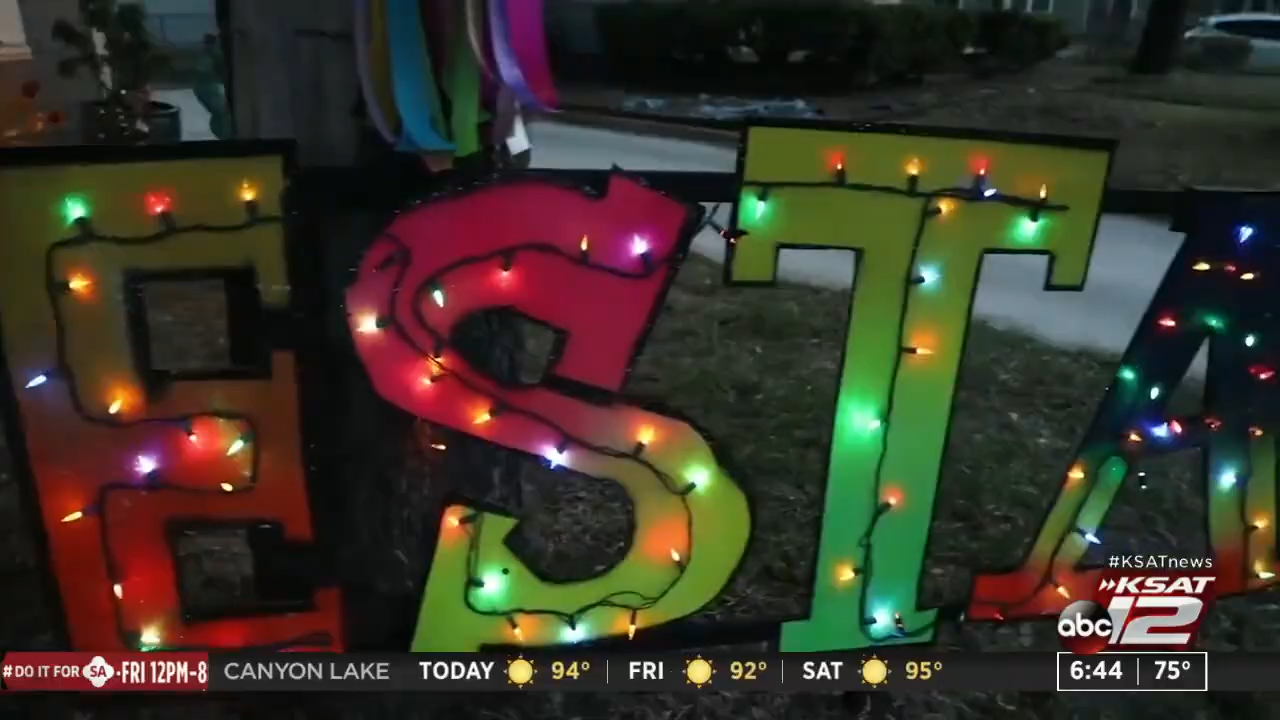 ESTA
#KSATnews
KSAT
abc 12
#DO IT FOR SA -FRI 12PM-8 CANYON LAKE TODAY 94° FRI 92° SAT 95° 6:44 75°